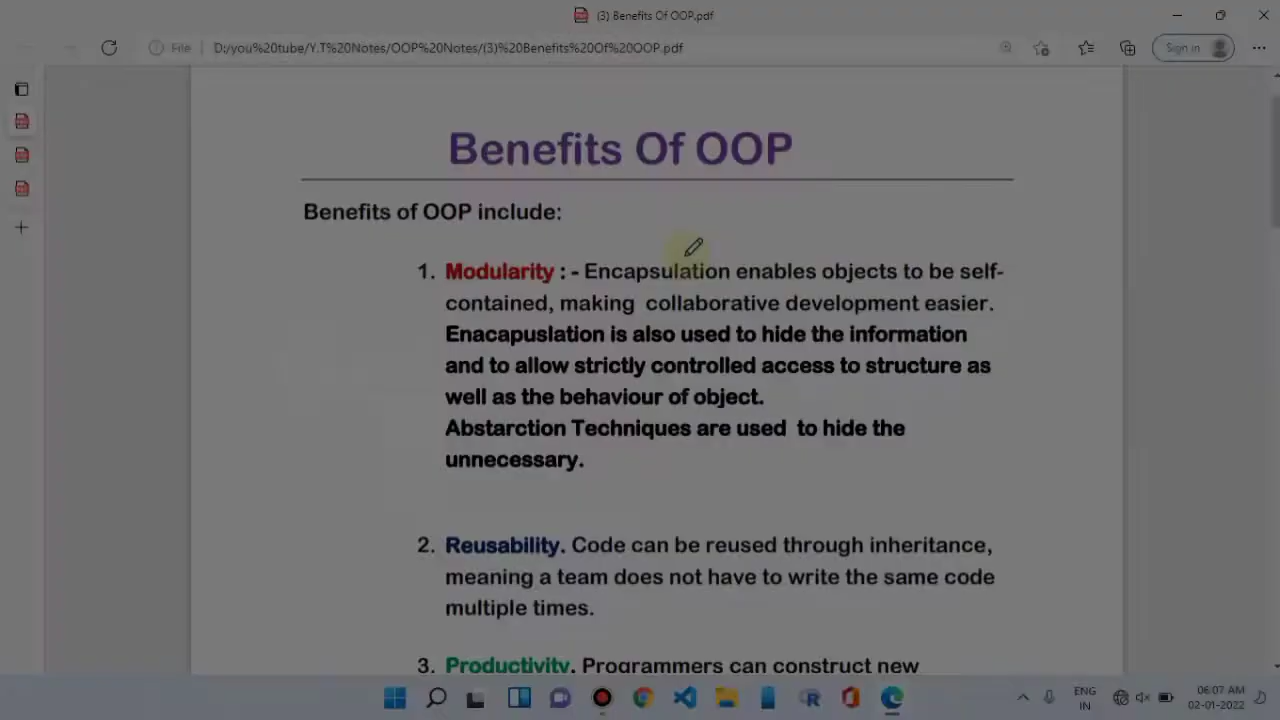 (3) Benefits Of OOP.pdf
File
D:/you%20tube/Y.T%20Notes/OOP%20Notes/(3)%20Benefits%20Of%20OOP.pdf
Sign in
Benefits Of OOP
Benefits of OOP include:
1. Modularity : - Encapsulation enables objects to be self-
contained, making collaborative development easier.
Enacapuslation is also used to hide the information
and to allow strictly controlled access to structure as
well as the behaviour of object.
Abstarction Techniques are used to hide the
unnecessary.
2. Reusability. Code can be reused through inheritance,
meaning a team does not have to write the same code
multiple times.
3. Productivity. Programmers can construct new
ENG
IN
06:07 AM
02-01-2022